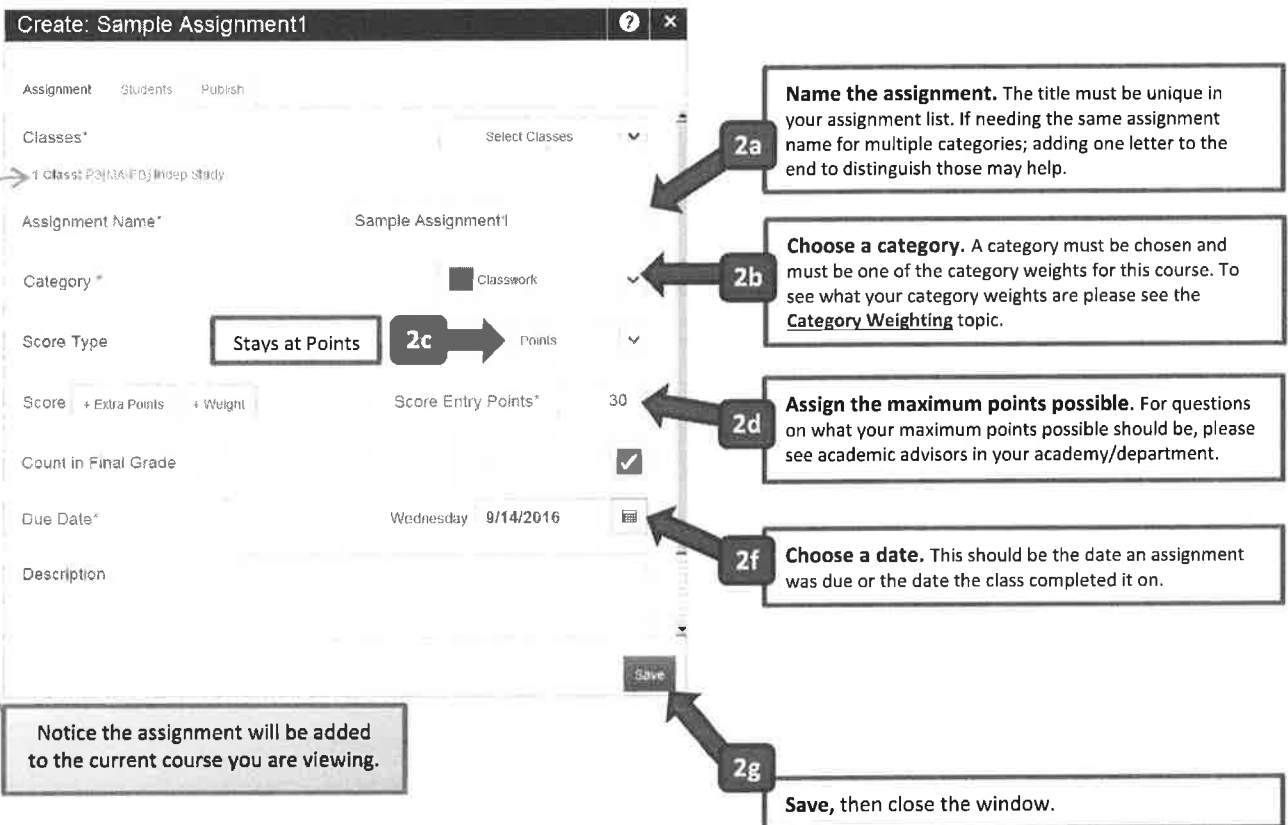 Create: Sample Assignment1 ? ×
Assignment Students Publish
Classes* Select Classes
1 Class: Indep Study
Assignment Name* Sample Assignment1
Category * Classwork
Score Type Stays at Points 2c Points
Score + Extra Points + Weight Score Entry Points* 30
Count in Final Grade
Due Date* Wednesday 9/14/2016
Description
Save
Notice the assignment will be added
to the current course you are viewing.
2a
Name the assignment. The title must be unique in
your assignment list. If needing the same assignment
name for multiple categories; adding one letter to the
end to distinguish those may help.
2b
Choose a category. A category must be chosen and
must be one of the category weights for this course. To
see what your category weights are please see the
Category Weighting topic.
2d
Assign the maximum points possible. For questions
on what your maximum points possible should be, please
see academic advisors in your academy/department.
2f
Choose a date. This should be the date an assignment
was due or the date the class completed it on.
2g
Save, then close the window.